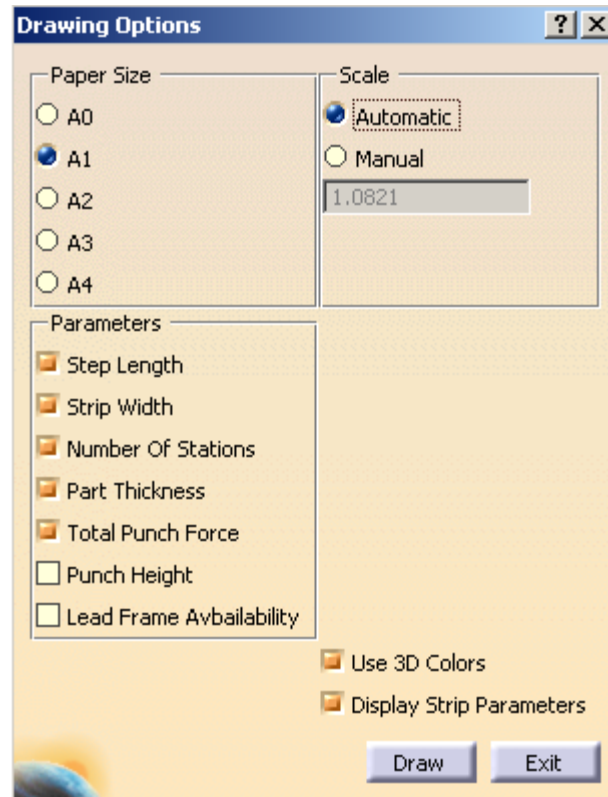 Drawing Options
Paper Size
A0
A1
A2
A3
A4
Scale
Automatic
Manual
1.0821
Parameters
Step Length
Strip Width
Number Of Stations
Part Thickness
Total Punch Force
Punch Height
Lead Frame Avbailability
Use 3D Colors
Display Strip Parameters
Draw Exit